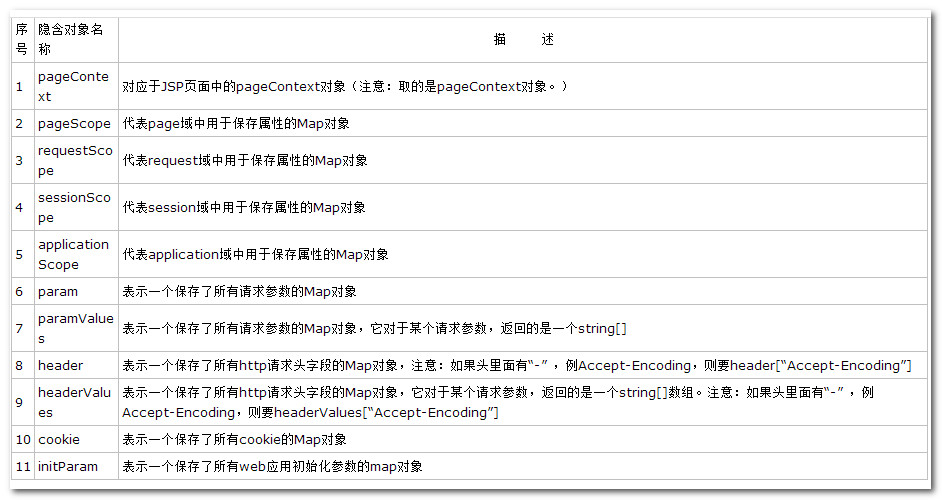 序号 隐含对象名称 描 述
1 pageContext 对应于JSP页面中的pageContext对象（注意：取的是pageContext对象。）
2 pageScope 代表page域中用于保存属性的Map对象
3 requestScope 代表request域中用于保存属性的Map对象
4 sessionScope 代表session域中用于保存属性的Map对象
5 applicationScope 代表application域中用于保存属性的Map对象
6 param 表示一个保存了所有请求参数的Map对象
7 paramValues 表示一个保存了所有请求参数的Map对象，它对于某个请求参数，返回的是一个string[]
8 header 表示一个保存了所有http请求头字段的Map对象，注意：如果头里面有“-” ，例Accept-Encoding，则要header[“Accept-Encoding”]
9 headerValues 表示一个保存了所有http请求头字段的Map对象，它对于某个请求参数，返回的是一个string[]数组。注意：如果头里面有“-” ，例
Accept-Encoding，则要headerValues[“Accept-Encoding”]
10 cookie 表示一个保存了所有cookie的Map对象
11 initParam 表示一个保存了所有web应用初始化参数的map对象